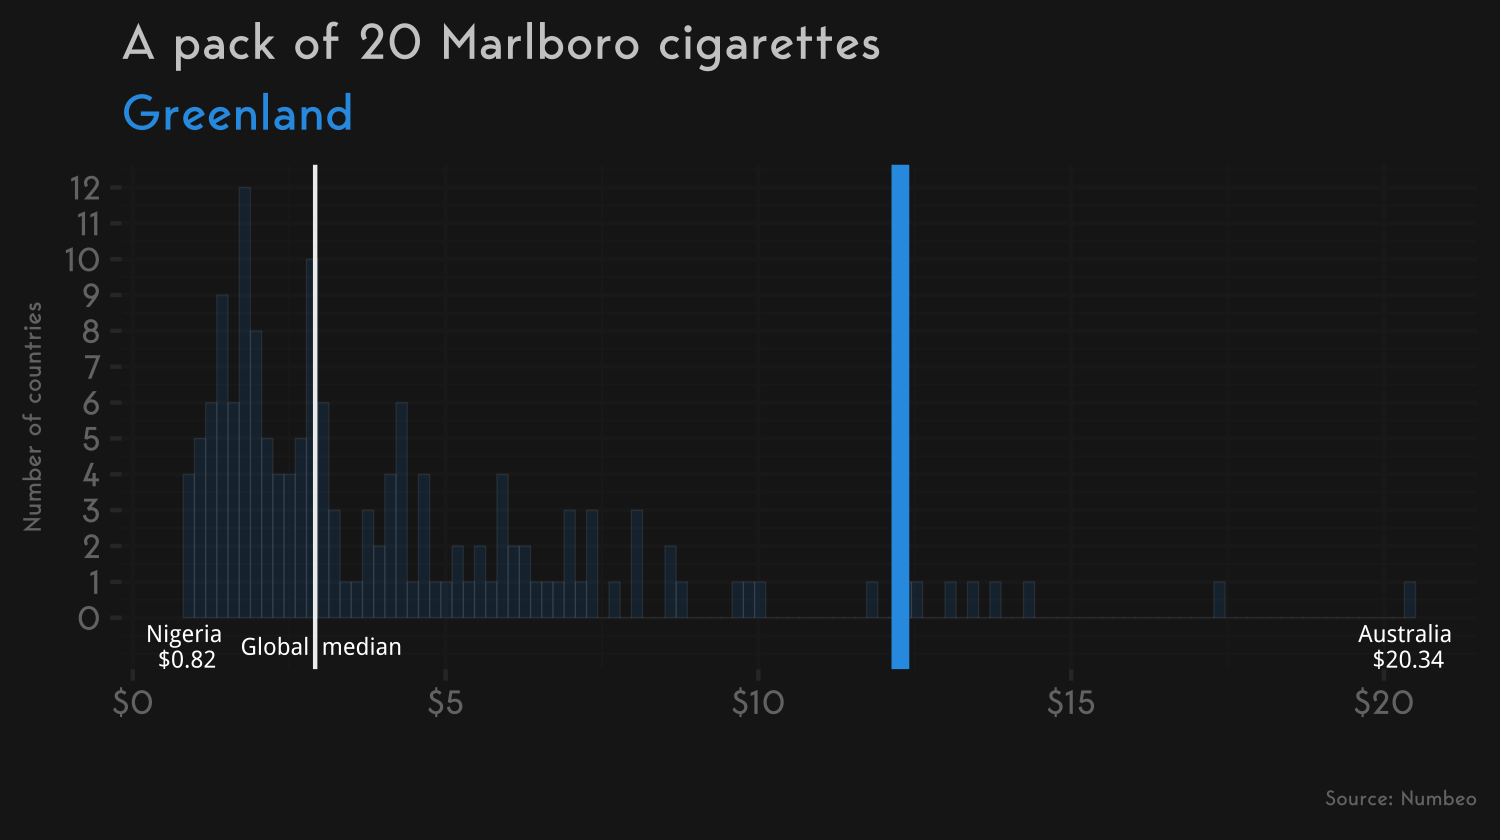 A pack of 20 Marlboro cigarettes
Greenland
Number of countries
12
11
10
9
8
7
6
5
4
3
2
1
0
Nigeria
$0.82
Global median
Australia
$20.34
$0 $5 $10 $15 $20
Source: Numbeo